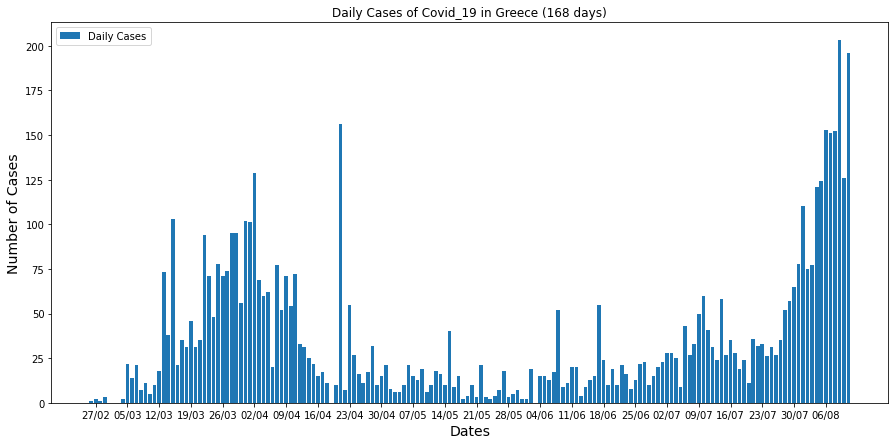 Daily Cases of Covid_19 in Greece (168 days)
Daily Cases
Number of Cases
200
175
150
125
100
75
50
25
0
27/02 05/03 12/03 19/03 26/03 02/04 09/04 16/04 23/04 30/04 07/05 14/05 21/05 28/05 04/06 11/06 18/06 25/06 02/07 09/07 16/07 23/07 30/07 06/08
Dates